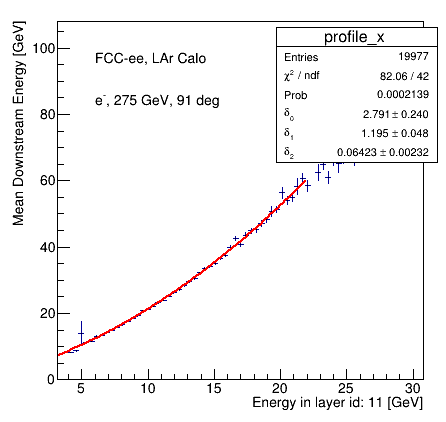 profile_x
Entries 19977
χ² / ndf 82.06 / 42
Prob 0.0002139
δ₀ 2.791 ± 0.240
δ₁ 1.195 ± 0.048
δ₂ 0.06423 ± 0.00232
FCC-ee, LAr Calo
e⁻, 275 GeV, 91 deg
Mean Downstream Energy [GeV]
100
80
60
40
20
0
5 10 15 20 25 30
Energy in layer id: 11 [GeV]